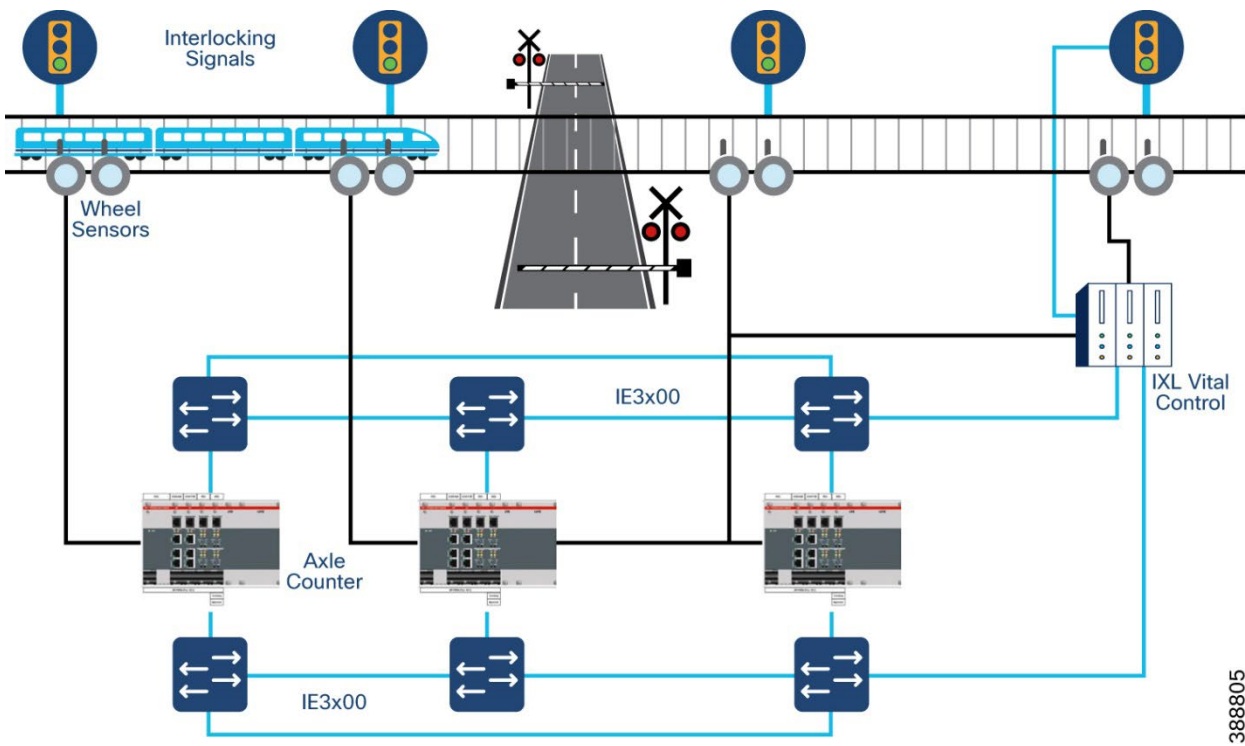 Interlocking
Signals
Wheel
Sensors
IE3x00
IXL Vital
Control
Axle
Counter
IE3x00
388805